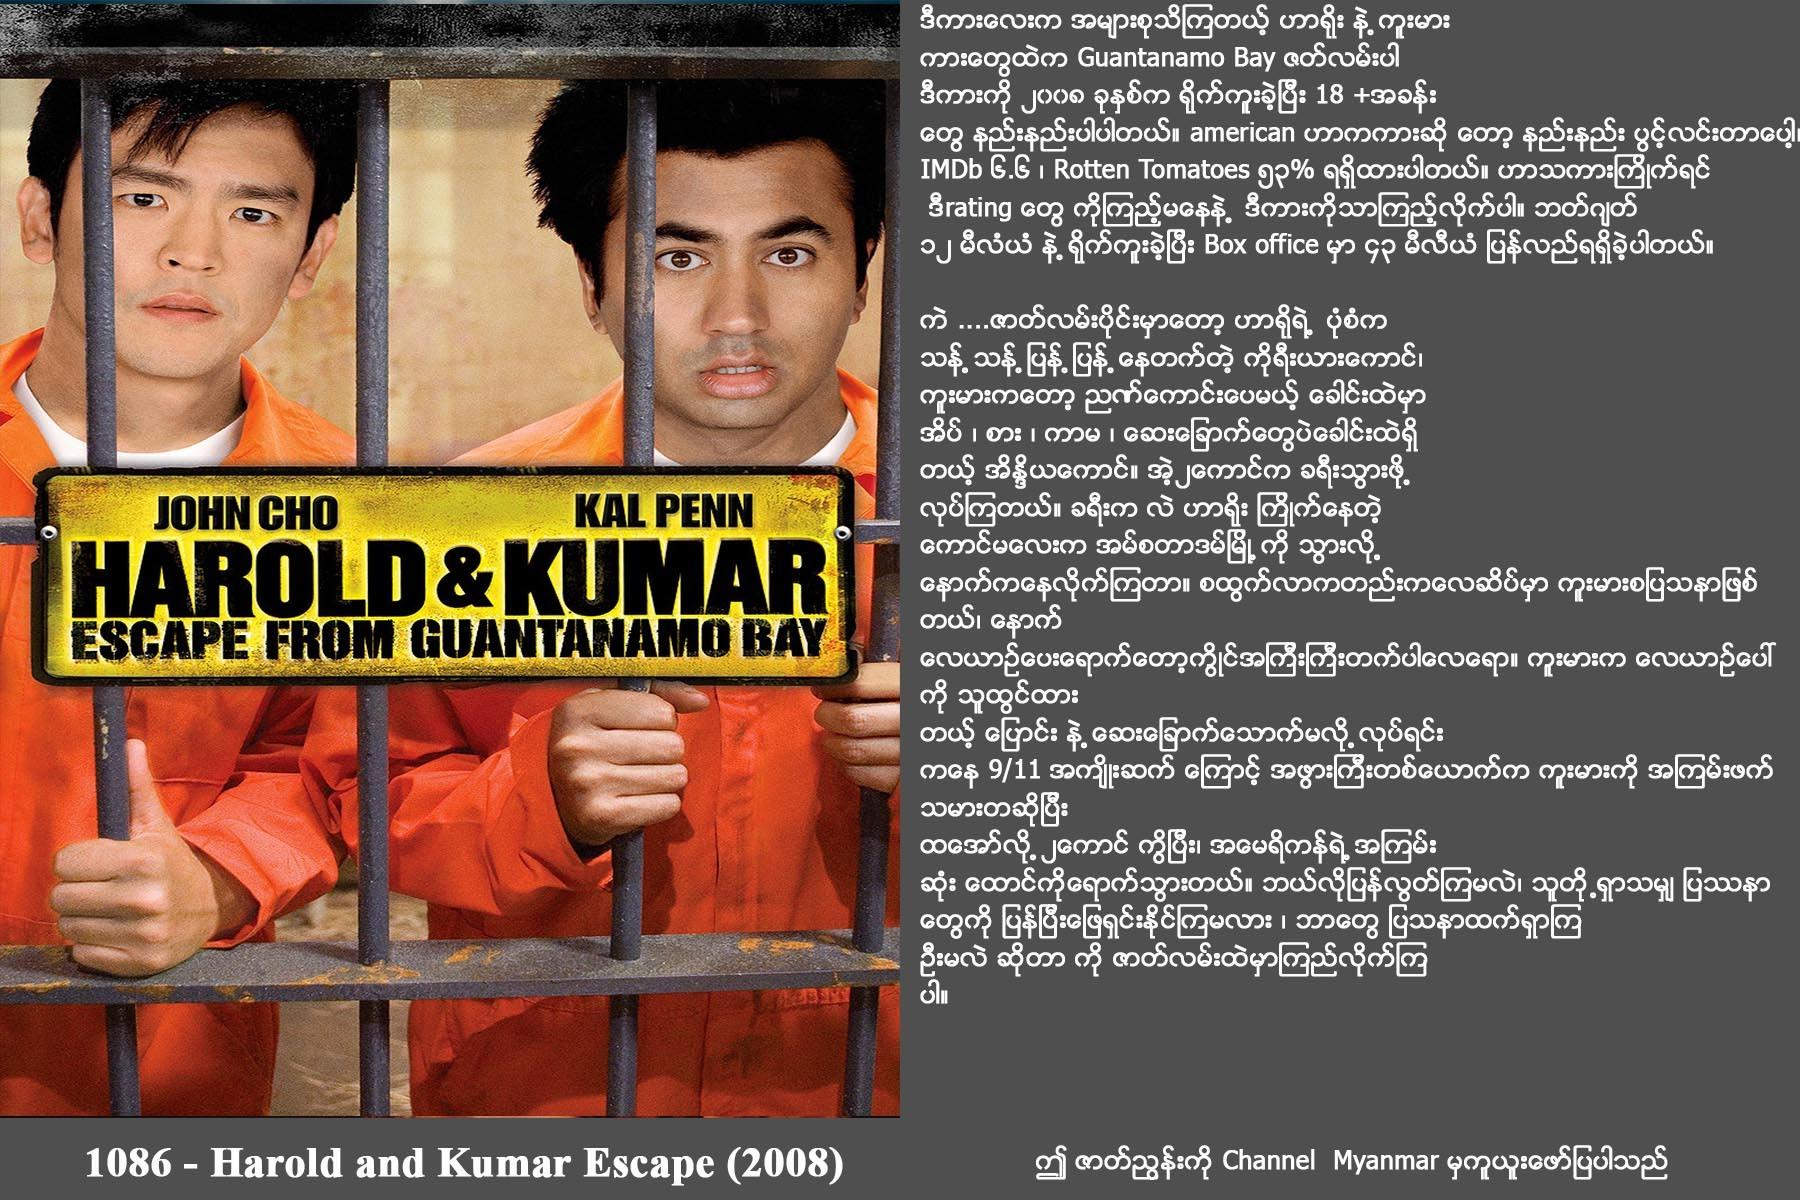 JOHN CHO KAL PENN
HAROLD & KUMAR
ESCAPE FROM GUANTANAMO BAY
1086 - Harold and Kumar Escape (2008)
ဒီကားလေးက အများစုသိကြတယ့် ဟာရိုး နဲ့ ကူးမား
ကားတွေထဲက Guantanamo Bay ဇတ်လမ်းပါ
ဒီကားကို ၂၀၀၈ ခုနှစ်က ရိုက်ကူးခဲ့ပြီး 18 +အခန်း
တွေ နည်းနည်းပါပါတယ်။ american ဟာကကားဆို တော့ နည်းနည်း ပွင့်လင်းတာပေါ့။
IMDb ၆.၆ ၊ Rotten Tomatoes ၅၃% ရရှိထားပါတယ်။ ဟာသကားကြိုက်ရင်
ဒီrating တွေ ကိုကြည့်မနေနဲ့ ဒီကားကိုသာကြည့်လိုက်ပါ။ ဘတ်ဂျတ်
၁၂ မီလံယံ နဲ့ ရိုက်ကူးခဲ့ပြီး Box office မှာ ၄၃ မီလီယံ ပြန်လည်ရရှိခဲ့ပါတယ်။
ကဲ ....ဇာတ်လမ်းပိုင်းမှာတော့ ဟာရိုရဲ့ ပုံစံက
သန့် သန့် ပြန့် ပြန့် နေတက်တဲ့ ကိုရီးယားကောင်၊
ကူးမားကတော့ ညဏ်ကောင်းပေမယ့် ခေါင်းထဲမှာ
အိပ် ၊ စား ၊ ကာမ ၊ ဆေးခြောက်တွေပဲခေါင်းထဲရှိ
တယ့် အိန္ဒိယကောင်။ အဲ့၂ကောင်က ခရီးသွားဖို့
လုပ်ကြတယ်။ ခရီးက လဲ ဟာရိုး ကြိုက်နေတဲ့
ကောင်မလေးက အမ်စတာဒမ်မြို့ ကို သွားလို့
နောက်ကနေလိုက်ကြတာ။ စထွက်လာကတည်းကလေဆိပ်မှာ ကူးမားစပြသနာဖြစ်
တယ်၊ နောက်
လေယာဉ်ပေးရောက်တော့ကွိုင်အကြီးကြီးတက်ပါလေရော။ ကူးမားက လေယာဉ်ပေါ်
ကို သူထွင်ထား
တယ့် ပြောင်း နဲ့ ဆေးခြောက်သောက်မလို့ လုပ်ရင်း
ကနေ 9/11 အကျိုးဆက် ကြောင့် အဖွားကြီးတစ်ယောက်က ကူးမားကို အကြမ်းဖက်
သမားတဆိုပြီး
ထအော်လို့ ၂ကောင် ကွိပြီး၊ အမေရိကန်ရဲ့ အကြမ်း
ဆုံး ထောင်ကိုရောက်သွားတယ်။ ဘယ်လိုပြန်လွတ်ကြမလဲ၊ သူတို့ ရှာသမျှ ပြဿနာ
တွေကို ပြန်ပြီးဖြေရှင်းနိုင်ကြမလား ၊ ဘာတွေ ပြသနာထက်ရှာကြ
ဦးမလဲ ဆိုတာ ကို ဇာတ်လမ်းထဲမှာကြည်လိုက်ကြ
ပါ။
ဤ ဇာတ်ညွှန်းကို Channel Myanmar မှကူယူးဖော်ပြပါသည်